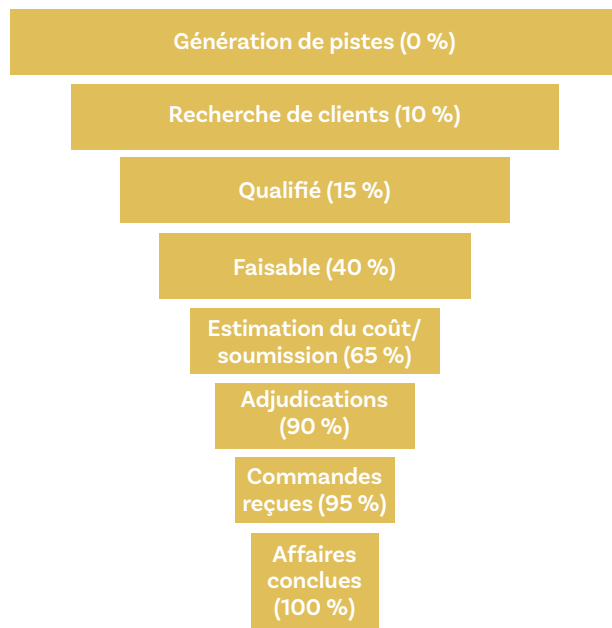 Génération de pistes (0 %)
Recherche de clients (10 %)
Qualifié (15 %)
Faisable (40 %)
Estimation du coût/
soumission (65 %)
Adjudications
(90 %)
Commandes
reçues (95 %)
Affaires
conclues
(100 %)